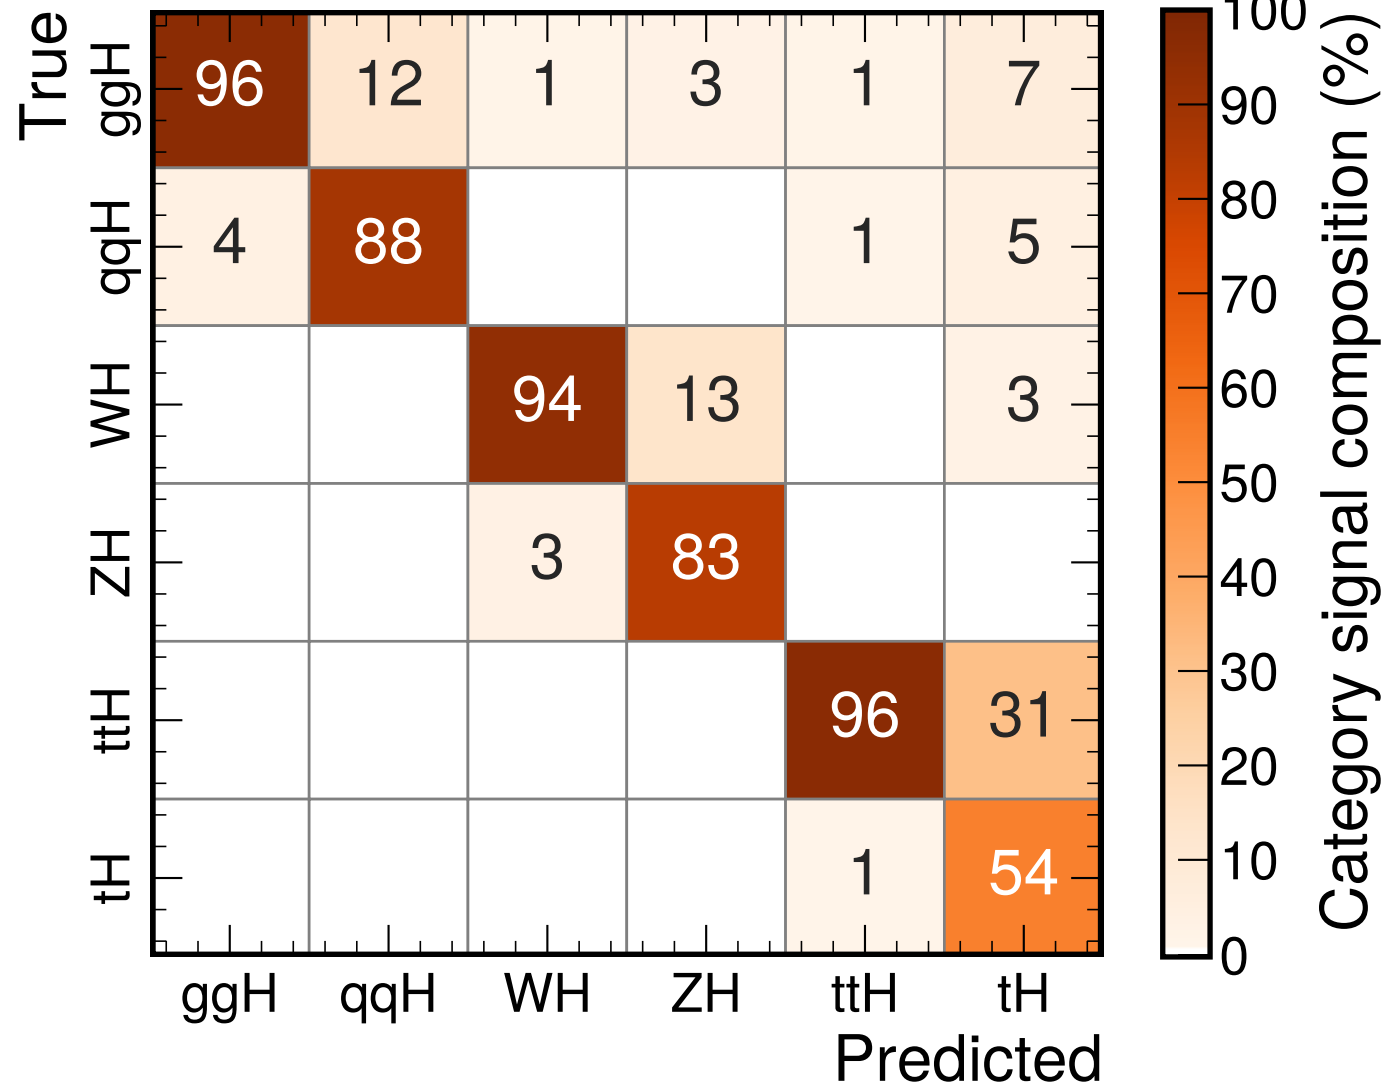 True
ggH 96 12 1 3 1 7
qqH 4 88 1 5
WH 94 13 3
ZH 3 83
ttH 96 31
tH 1 54
ggH qqH WH ZH ttH tH
Predicted
100
90
80
70
60
50
40
30
20
10
0
Category signal composition (%)